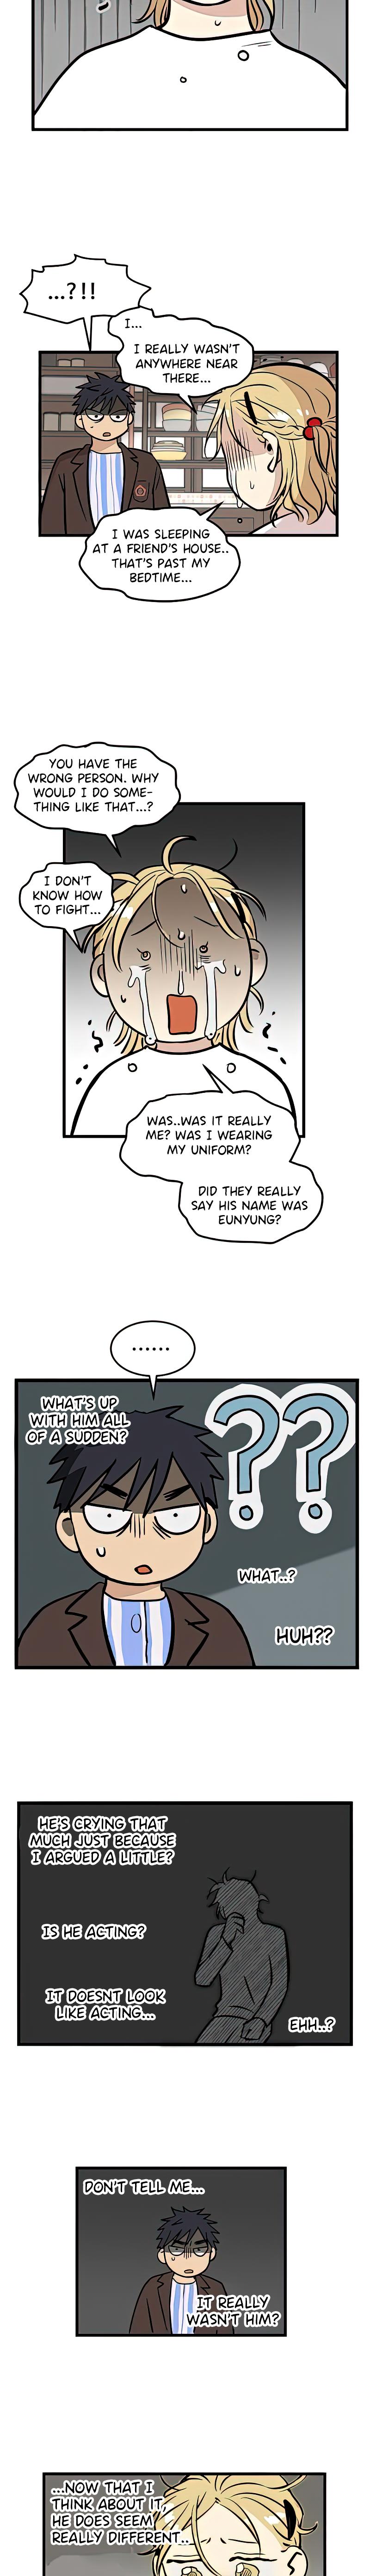 ...?!!
I...
I REALLY WASN'T
ANYWHERE NEAR
THERE...
I WAS SLEEPING
AT A FRIEND'S HOUSE..
THAT'S PAST MY
BEDTIME...
YOU HAVE THE
WRONG PERSON. WHY
WOULD I DO SOME-
THING LIKE THAT...?
I DON'T
KNOW HOW
TO FIGHT...
WAS..WAS IT REALLY
ME? WAS I WEARING
MY UNIFORM?
DID THEY REALLY
SAY HIS NAME WAS
EUNYUNG?
......
WHAT'S UP
WITH HIM ALL
OF A SUDDEN?
??
WHAT..?
HUH??
HE'S CRYING THAT
MUCH JUST BECAUSE
I ARGUED A LITTLE?
IS HE ACTING?
IT DOESNT LOOK
LIKE ACTING...
EHH..?
DON'T TELL ME...
IT REALLY
WASN'T HIM?
...NOW THAT I
THINK ABOUT IT,
HE DOES SEEM
REALLY DIFFERENT..